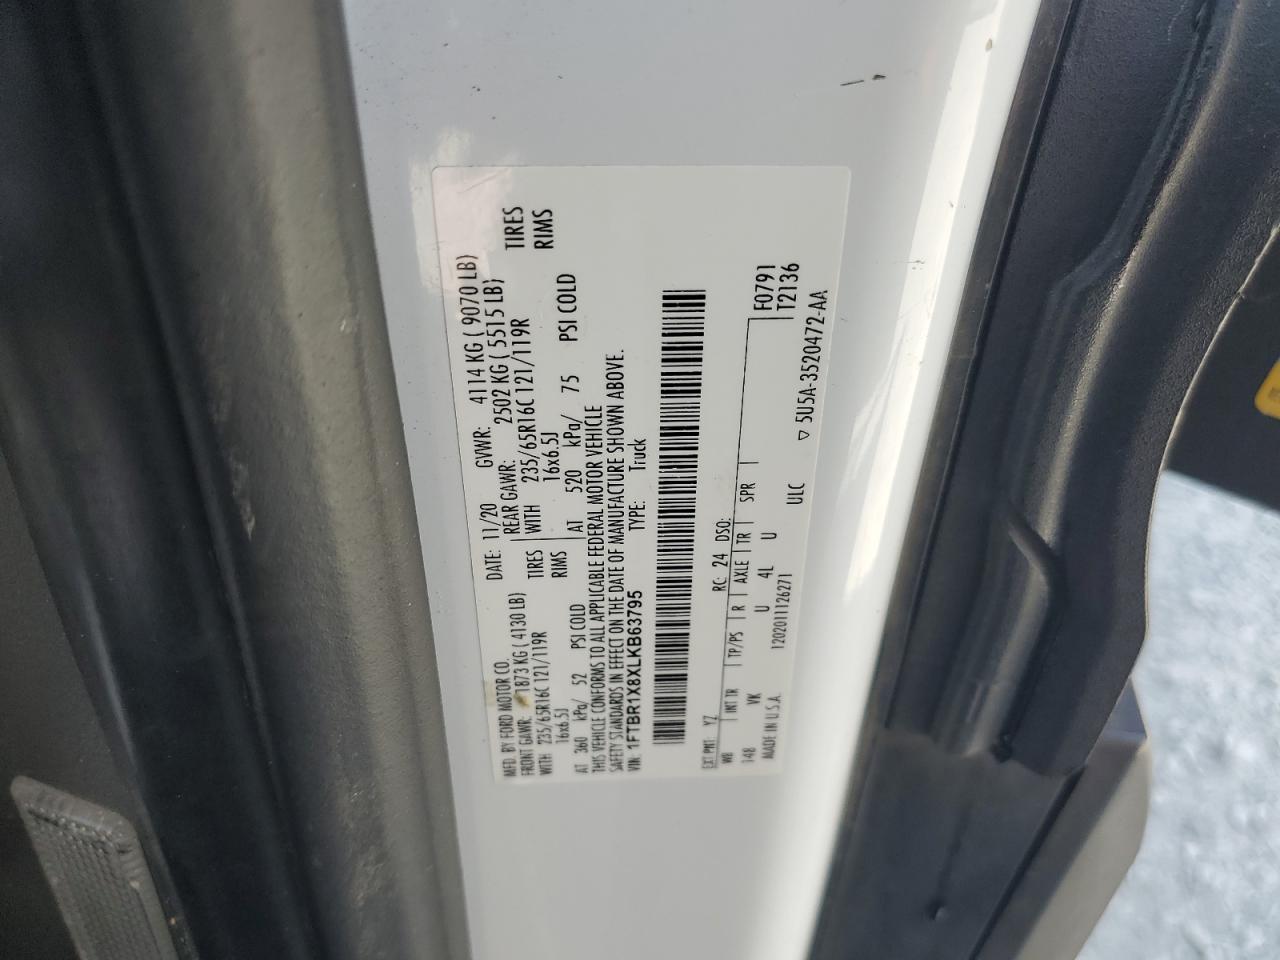 MFD. BY FORD MOTOR CO.
DATE: 11/20 GVWR: 4114 KG ( 9070 LB)
FRONT GAWR: 1873 KG ( 4130 LB) REAR GAWR: 2502 KG ( 5515 LB)
WITH 235/65R16C 121/119R TIRES WITH 235/65R16C 121/119R TIRES
16x6.5J RIMS 16x6.5J RIMS
AT 360 kPa/ 52 PSI COLD AT 520 kPa/ 75 PSI COLD
THIS VEHICLE CONFORMS TO ALL APPLICABLE FEDERAL MOTOR VEHICLE
SAFETY STANDARDS IN EFFECT ON THE DATE OF MANUFACTURE SHOWN ABOVE.
VIN: 1FTBR1X8XLKB63795 TYPE: Truck
EXT PNT: YZ RC: 24 DSO: F0791
WB INT TR TP/PS R AXLE TR SPR T2136
148 VK U 4L U
MADE IN U.S.A. 1202011126271 ULC 5U5A-3520472-AA